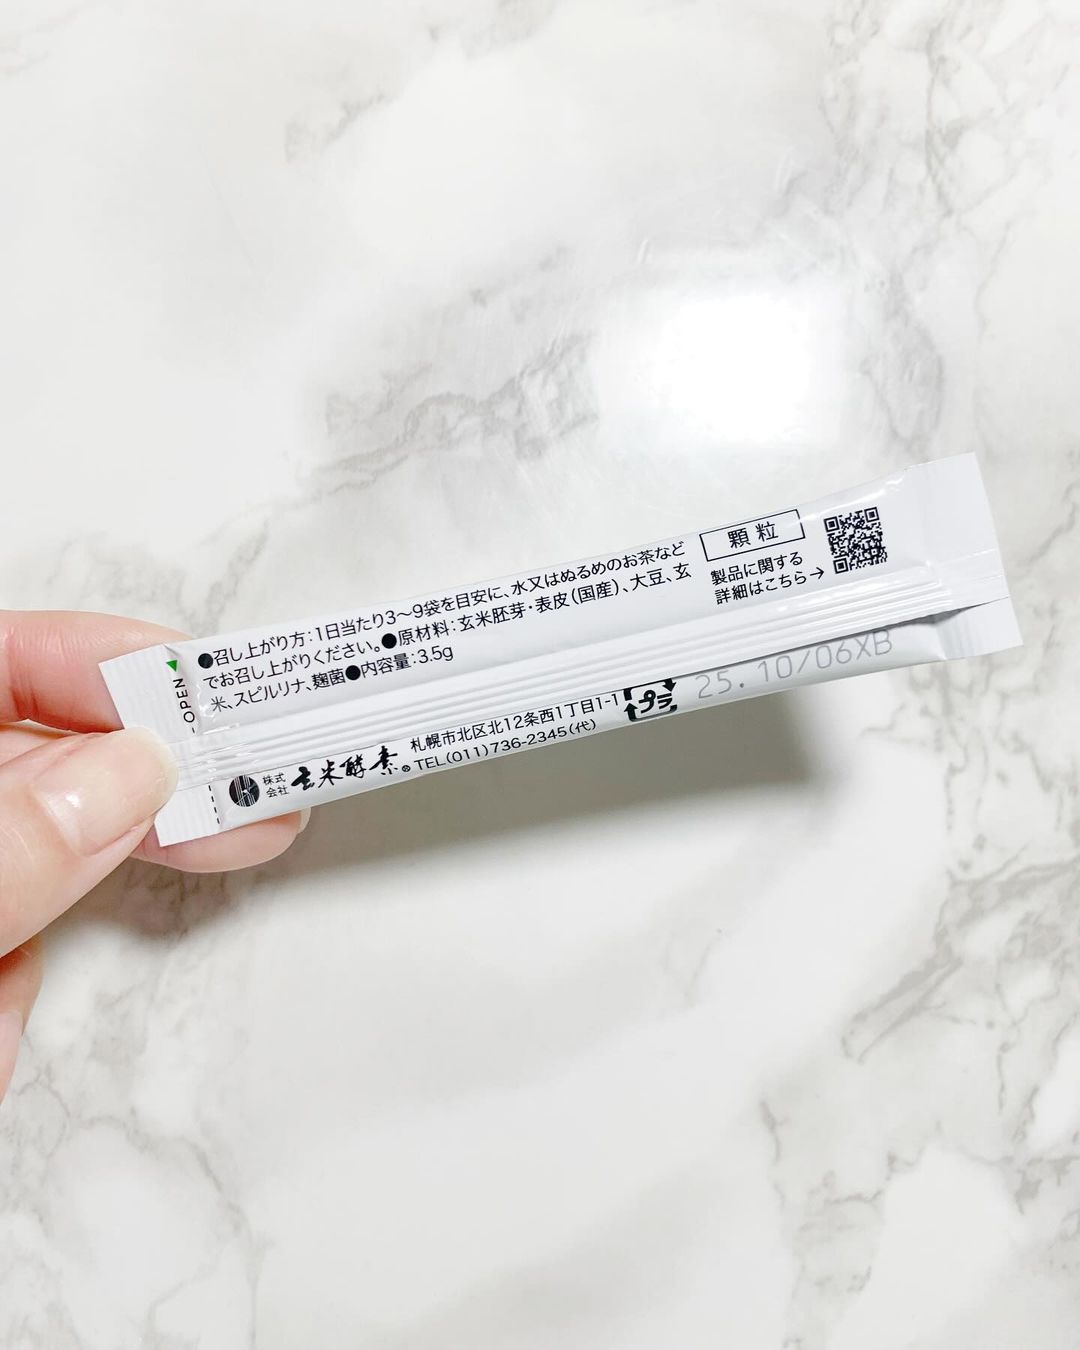 OPEN
●召し上がり方：1日当たり3～9袋を目安に、水又はぬるめのお茶など
でお召し上がりください。●原材料：玄米胚芽・表皮（国産）、大豆、玄
米、スピルリナ、麹菌●内容量：3.5g
顆粒
製品に関する
詳細はこちら→
株式会社 玄米酵素®
札幌市北区北12条西1丁目1-1
TEL(011)736-2345(代)
プラ
25.10/06XB